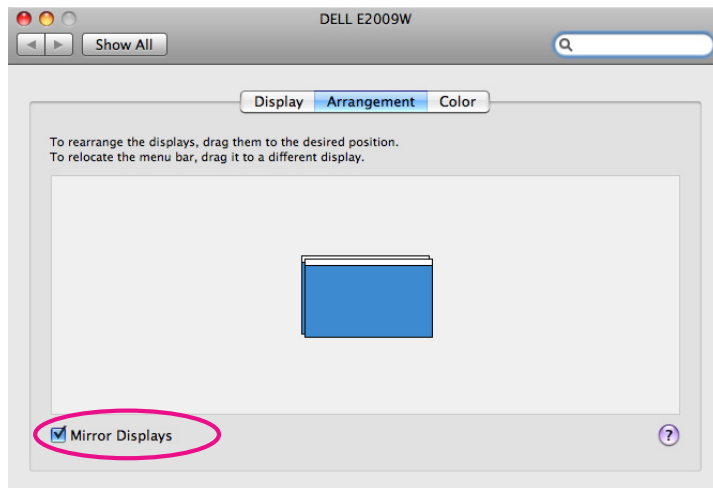 DELL E2009W
Show All
Display Arrangement Color
To rearrange the displays, drag them to the desired position.
To relocate the menu bar, drag it to a different display.
Mirror Displays
?